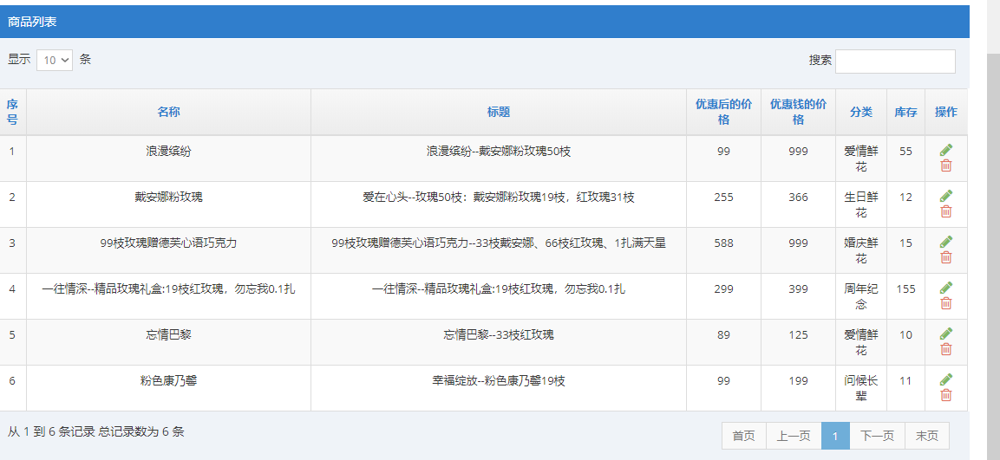 商品列表
显示 10 条 搜索
序号 名称 标题 优惠后的价格 优惠钱的价格 分类 库存 操作
1 浪漫缤纷 浪漫缤纷--戴安娜粉玫瑰50枝 99 999 爱情鲜花 55
2 戴安娜粉玫瑰 爱在心头--玫瑰50枝：戴安娜粉玫瑰19枝，红玫瑰31枝 255 366 生日鲜花 12
3 99枝玫瑰赠德芙心语巧克力 99枝玫瑰赠德芙心语巧克力--33枝戴安娜、66枝红玫瑰、1扎满天星 588 999 婚庆鲜花 15
4 一往情深--精品玫瑰礼盒:19枝红玫瑰，勿忘我0.1扎 一往情深--精品玫瑰礼盒:19枝红玫瑰，勿忘我0.1扎 299 399 周年纪念 155
5 忘情巴黎 忘情巴黎--33枝红玫瑰 89 125 爱情鲜花 10
6 粉色康乃馨 幸福绽放--粉色康乃馨19枝 99 199 问候长辈 11
从 1 到 6 条记录 总记录数为 6 条 首页 上一页 1 下一页 末页